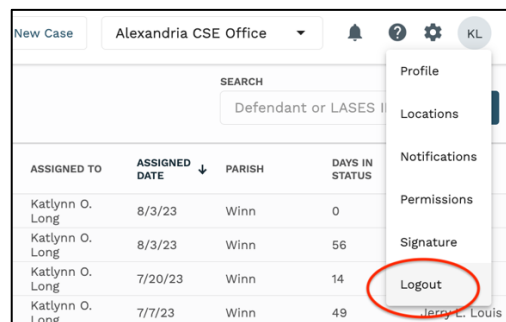 New Case
Alexandria CSE Office
KL
SEARCH
Defendant or LASES
Profile
Locations
Notifications
Permissions
Signature
Logout
ASSIGNED TO ASSIGNED DATE PARISH DAYS IN STATUS
Katlynn O. Long 8/3/23 Winn 0
Katlynn O. Long 8/3/23 Winn 56
Katlynn O. Long 7/20/23 Winn 14
Katlynn O. Long 7/7/23 Winn 49 Jerry L. Louis